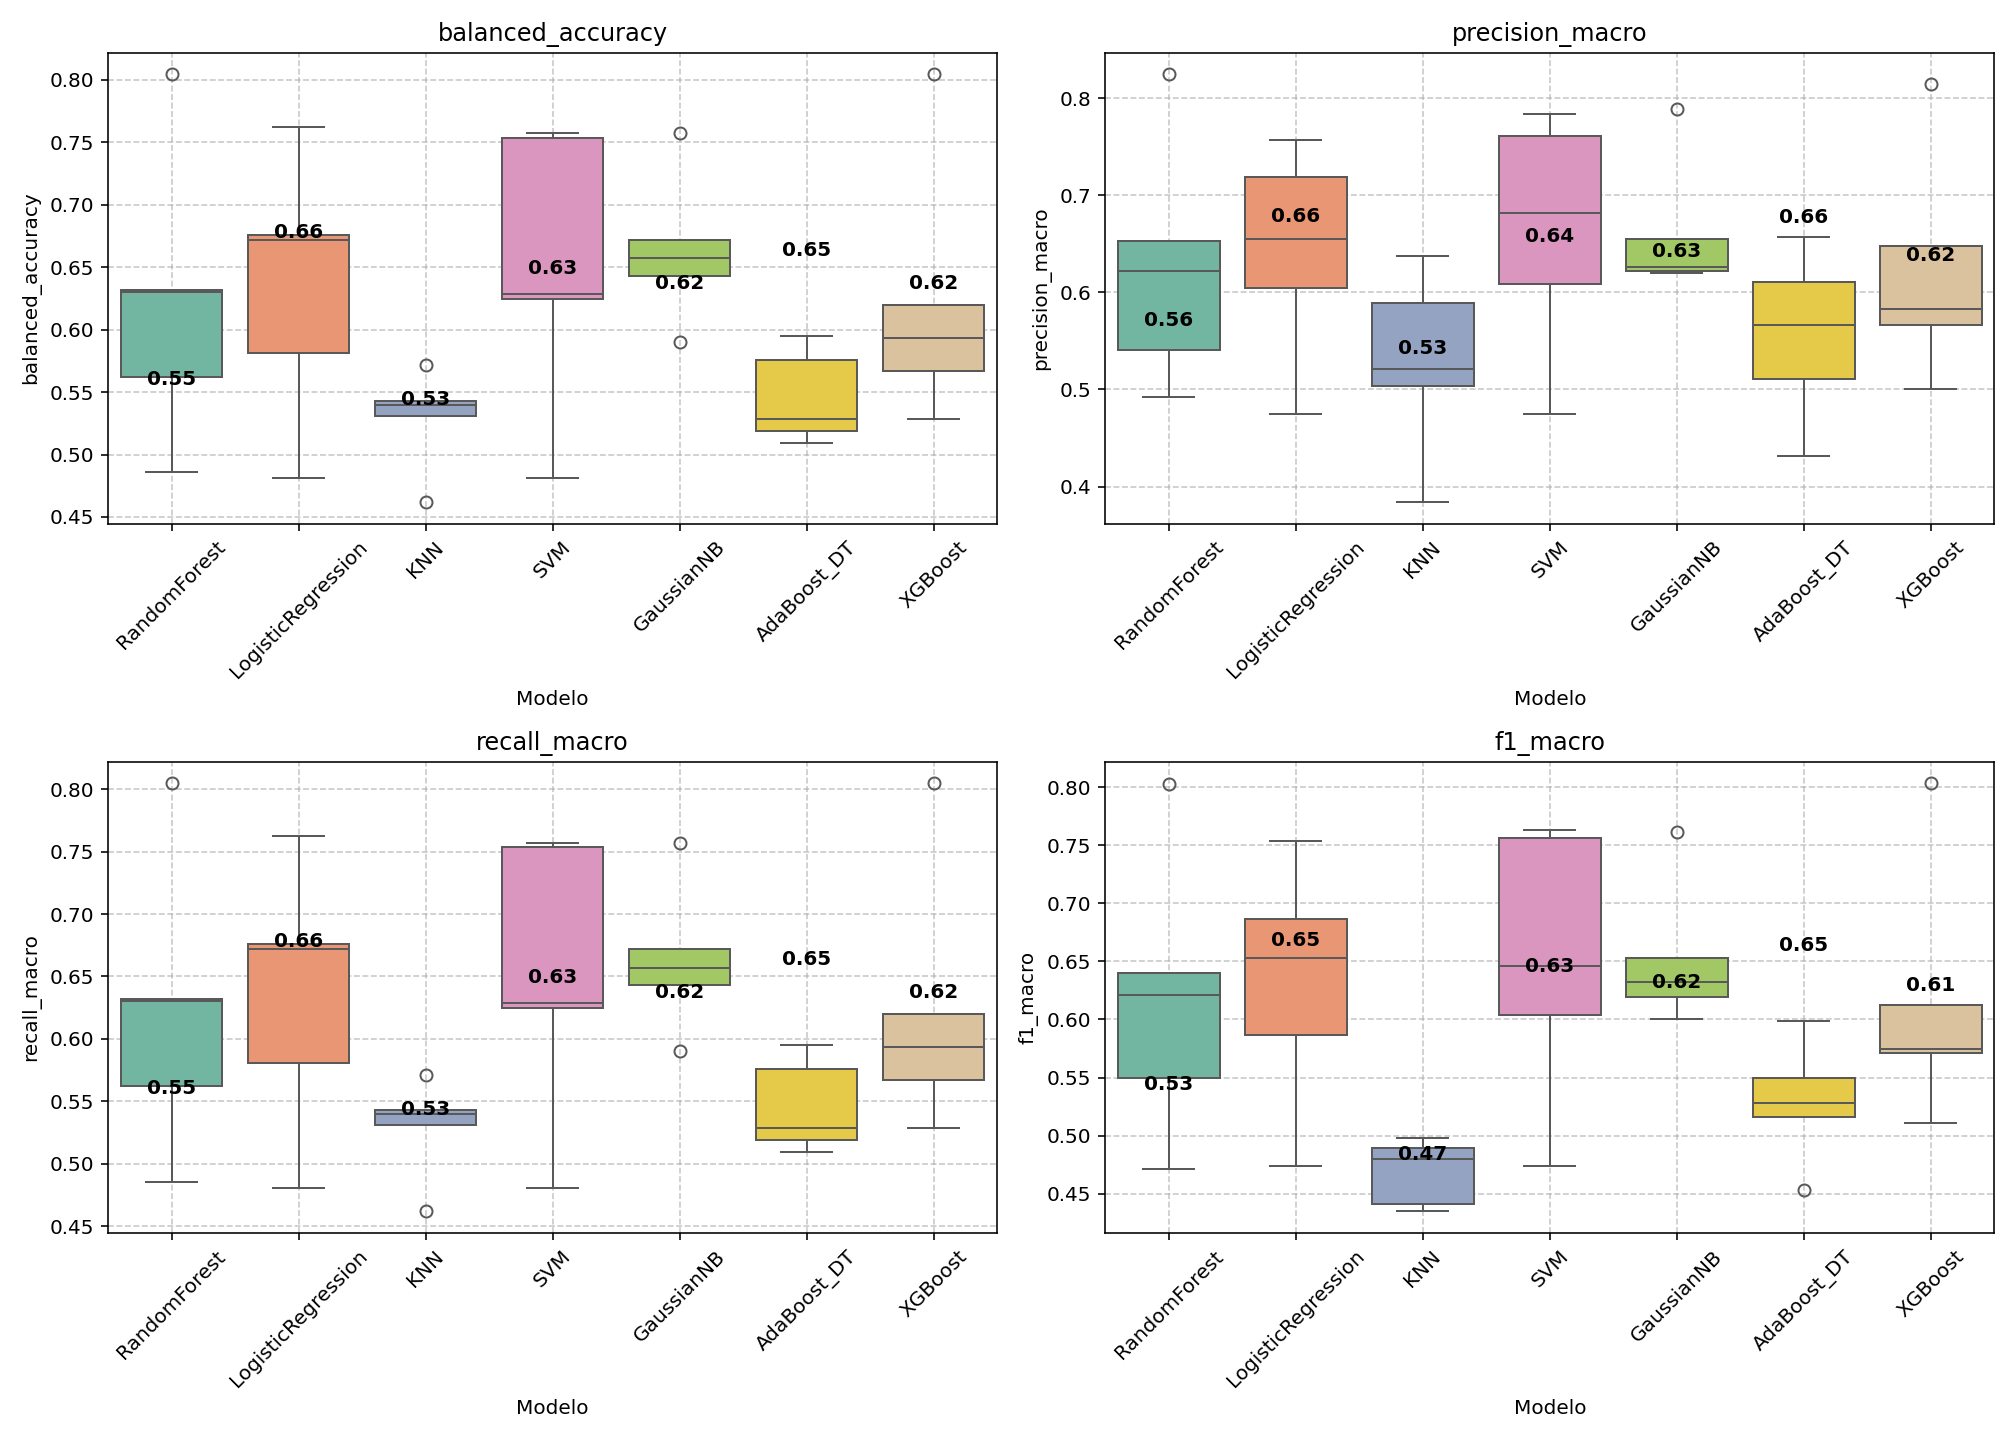 balanced_accuracy
balanced_accuracy
0.80
0.75
0.70
0.65
0.60
0.55
0.50
0.45
0.55
0.66
0.53
0.63
0.62
0.65
0.62
RandomForest
LogisticRegression
KNN
SVM
GaussianNB
AdaBoost_DT
XGBoost
Modelo
precision_macro
precision_macro
0.8
0.7
0.6
0.5
0.4
0.56
0.66
0.53
0.64
0.63
0.66
0.62
RandomForest
LogisticRegression
KNN
SVM
GaussianNB
AdaBoost_DT
XGBoost
Modelo
recall_macro
recall_macro
0.80
0.75
0.70
0.65
0.60
0.55
0.50
0.45
0.55
0.66
0.53
0.63
0.62
0.65
0.62
RandomForest
LogisticRegression
KNN
SVM
GaussianNB
AdaBoost_DT
XGBoost
Modelo
f1_macro
f1_macro
0.80
0.75
0.70
0.65
0.60
0.55
0.50
0.45
0.53
0.65
0.47
0.63
0.62
0.65
0.61
RandomForest
LogisticRegression
KNN
SVM
GaussianNB
AdaBoost_DT
XGBoost
Modelo